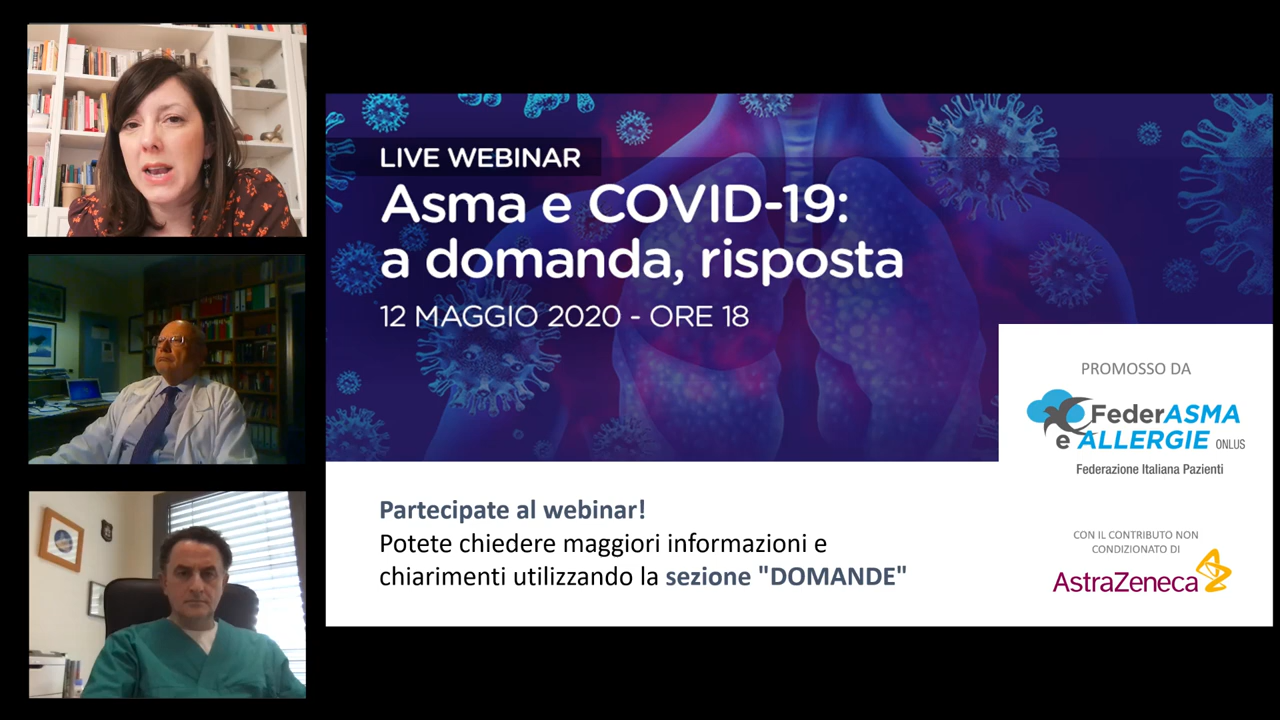 LIVE WEBINAR
Asma e COVID-19:
a domanda, risposta
12 MAGGIO 2020 - ORE 18
PROMOSSO DA
FederASMA
e ALLERGIE ONLUS
Federazione Italiana Pazienti
Partecipate al webinar!
Potete chiedere maggiori informazioni e
chiarimenti utilizzando la sezione "DOMANDE"
CON IL CONTRIBUTO NON
CONDIZIONATO DI
AstraZeneca